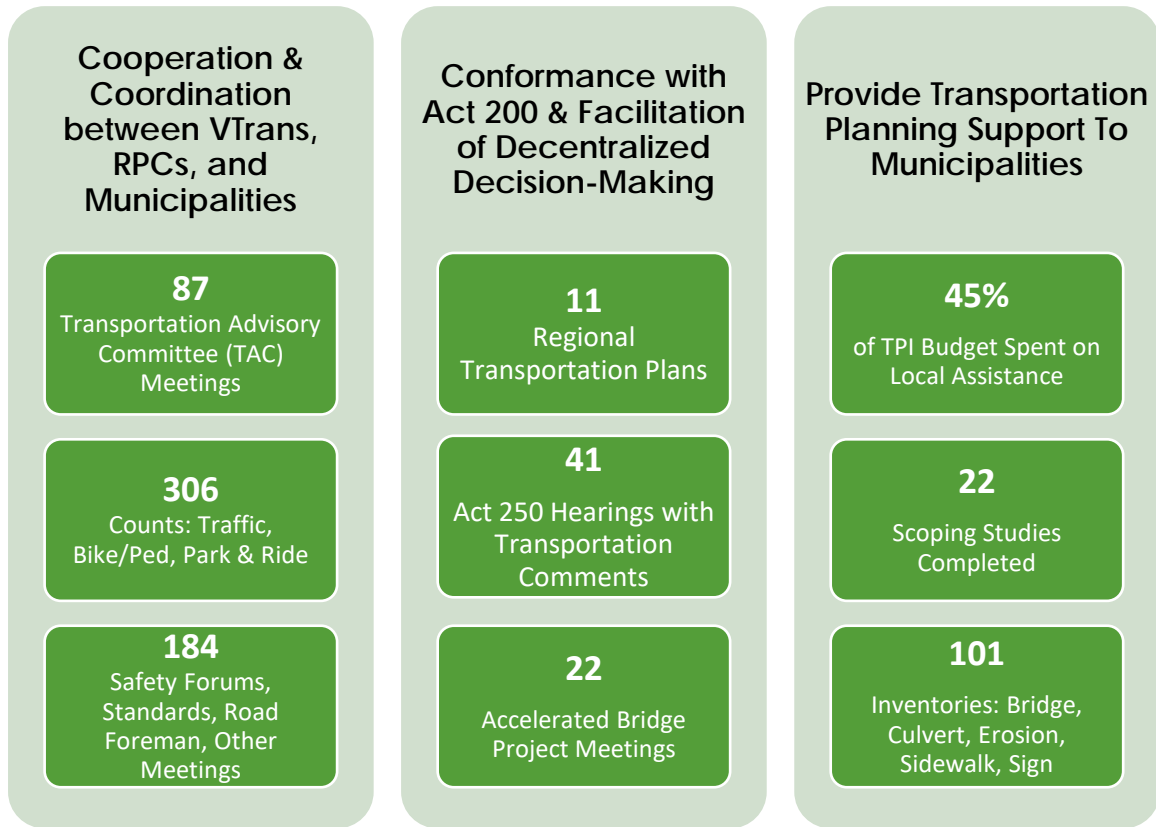 Cooperation &
Coordination
between VTrans,
RPCs, and
Municipalities
87
Transportation Advisory
Committee (TAC)
Meetings
306
Counts: Traffic,
Bike/Ped, Park & Ride
184
Safety Forums,
Standards, Road
Foreman, Other
Meetings
Conformance with
Act 200 & Facilitation
of Decentralized
Decision-Making
11
Regional
Transportation Plans
41
Act 250 Hearings with
Transportation
Comments
22
Accelerated Bridge
Project Meetings
Provide Transportation
Planning Support To
Municipalities
45%
of TPI Budget Spent on
Local Assistance
22
Scoping Studies
Completed
101
Inventories: Bridge,
Culvert, Erosion,
Sidewalk, Sign